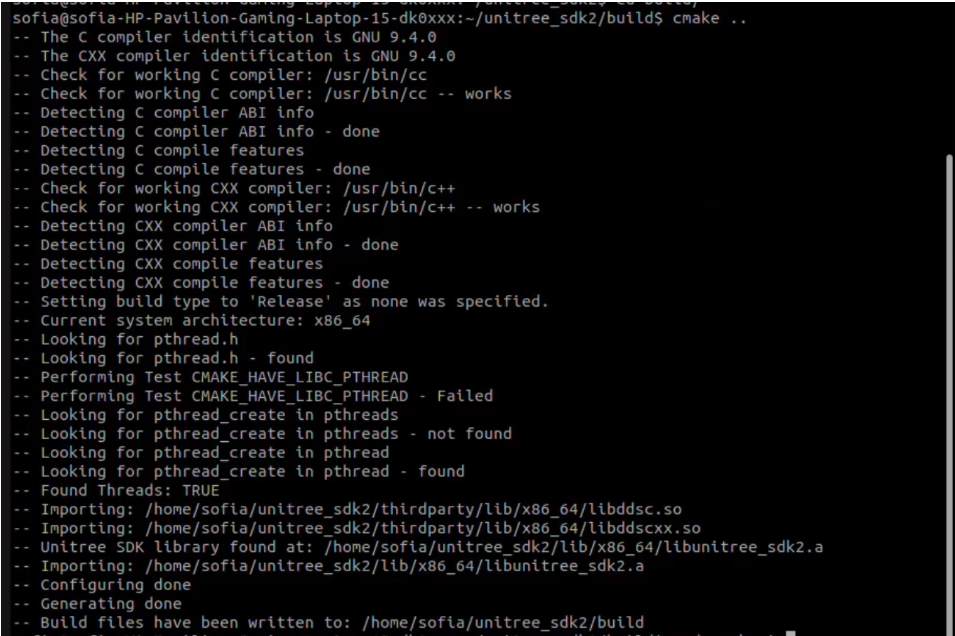 sofia@sofia-HP-Pavilion-Gaming-Laptop-15-dk0xxx:~/unitree_sdk2/build$ cmake ..
-- The C compiler identification is GNU 9.4.0
-- The CXX compiler identification is GNU 9.4.0
-- Check for working C compiler: /usr/bin/cc
-- Check for working C compiler: /usr/bin/cc -- works
-- Detecting C compiler ABI info
-- Detecting C compiler ABI info - done
-- Detecting C compile features
-- Detecting C compile features - done
-- Check for working CXX compiler: /usr/bin/c++
-- Check for working CXX compiler: /usr/bin/c++ -- works
-- Detecting CXX compiler ABI info
-- Detecting CXX compiler ABI info - done
-- Detecting CXX compile features
-- Detecting CXX compile features - done
-- Setting build type to 'Release' as none was specified.
-- Current system architecture: x86_64
-- Looking for pthread.h
-- Looking for pthread.h - found
-- Performing Test CMAKE_HAVE_LIBC_PTHREAD
-- Performing Test CMAKE_HAVE_LIBC_PTHREAD - Failed
-- Looking for pthread_create in pthreads
-- Looking for pthread_create in pthreads - not found
-- Looking for pthread_create in pthread
-- Looking for pthread_create in pthread - found
-- Found Threads: TRUE
-- Importing: /home/sofia/unitree_sdk2/thirdparty/lib/x86_64/libddsc.so
-- Importing: /home/sofia/unitree_sdk2/thirdparty/lib/x86_64/libddscxx.so
-- Unitree SDK library found at: /home/sofia/unitree_sdk2/lib/x86_64/libunitree_sdk2.a
-- Importing: /home/sofia/unitree_sdk2/lib/x86_64/libunitree_sdk2.a
-- Configuring done
-- Generating done
-- Build files have been written to: /home/sofia/unitree_sdk2/build